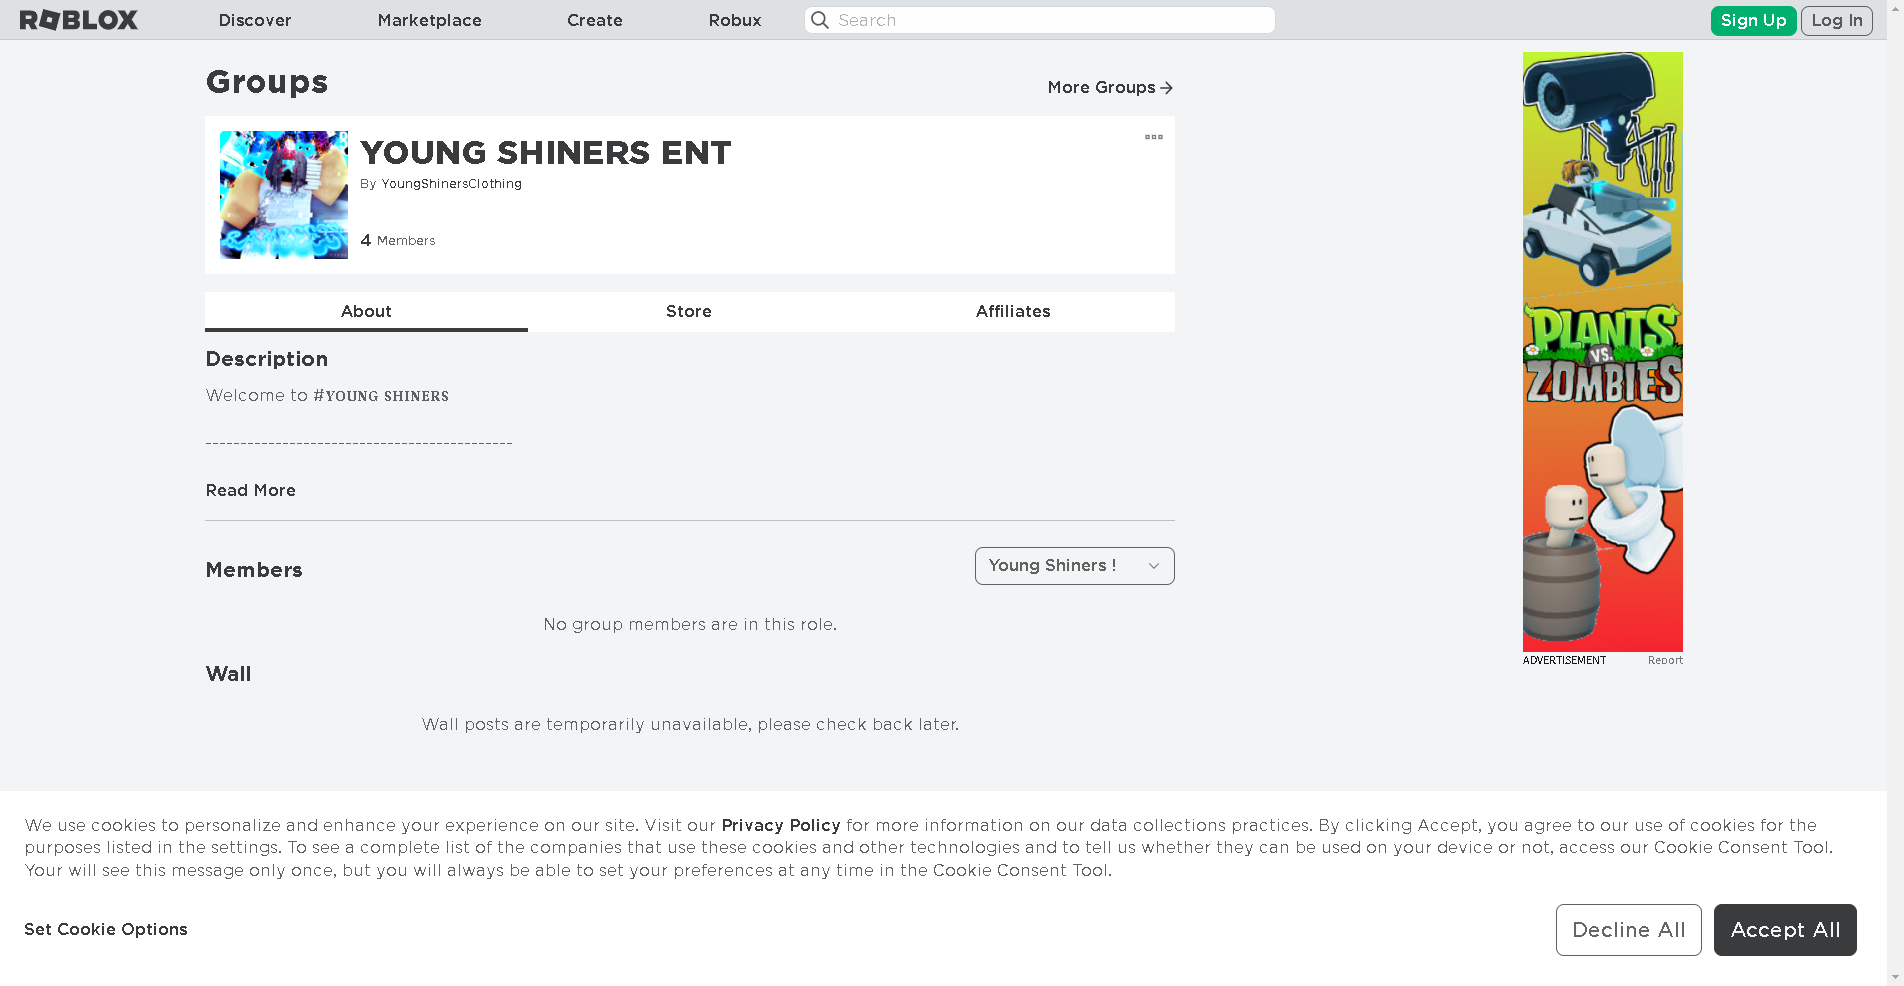 ROBLOX
Discover
Marketplace
Create
Robux
Search
Sign Up
Log In
Groups
More Groups
YOUNG SHINERS ENT
By YoungShinersClothing
4 Members
About
Store
Affiliates
Description
Welcome to #YOUNG SHINERS
--------------------------------------------
Read More
Members
Young Shiners !
No group members are in this role.
Wall
Wall posts are temporarily unavailable, please check back later.
PLANTS
VS.
ZOMBIES
ADVERTISEMENT
Report
We use cookies to personalize and enhance your experience on our site. Visit our Privacy Policy for more information on our data collections practices. By clicking Accept, you agree to our use of cookies for the
purposes listed in the settings. To see a complete list of the companies that use these cookies and other technologies and to tell us whether they can be used on your device or not, access our Cookie Consent Tool.
Your will see this message only once, but you will always be able to set your preferences at any time in the Cookie Consent Tool.
Set Cookie Options
Decline All
Accept All